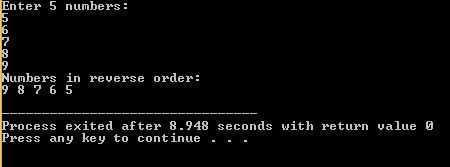 Enter 5 numbers:
5
6
7
8
9
Numbers in reverse order:
9 8 7 6 5
--------------------------------
Process exited after 8.948 seconds with return value 0
Press any key to continue . . .